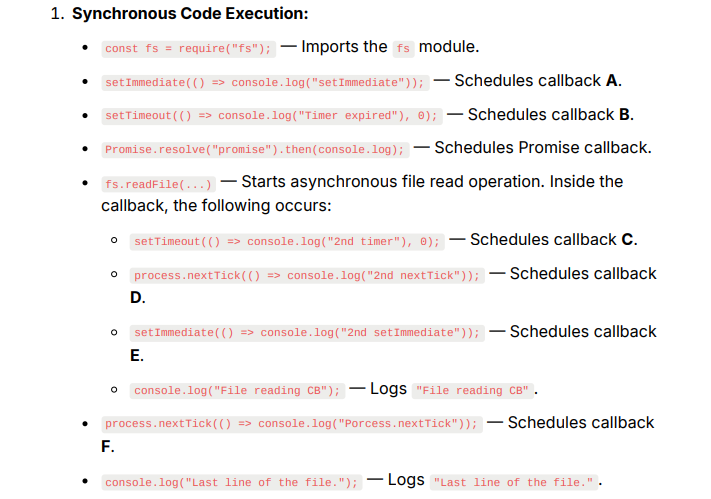 1. Synchronous Code Execution:
• const fs = require("fs"); — Imports the fs module.
• setImmediate(() => console.log("setImmediate")); — Schedules callback A.
• setTimeout(() => console.log("Timer expired"), 0); — Schedules callback B.
• Promise.resolve("promise").then(console.log); — Schedules Promise callback.
• fs.readFile(...) — Starts asynchronous file read operation. Inside the
callback, the following occurs:
○ setTimeout(() => console.log("2nd timer"), 0); — Schedules callback C.
○ process.nextTick(() => console.log("2nd nextTick")); — Schedules callback
D.
○ setImmediate(() => console.log("2nd setImmediate")); — Schedules callback
E.
○ console.log("File reading CB"); — Logs "File reading CB".
• process.nextTick(() => console.log("Porcess.nextTick")); — Schedules callback
F.
• console.log("Last line of the file."); — Logs "Last line of the file.".